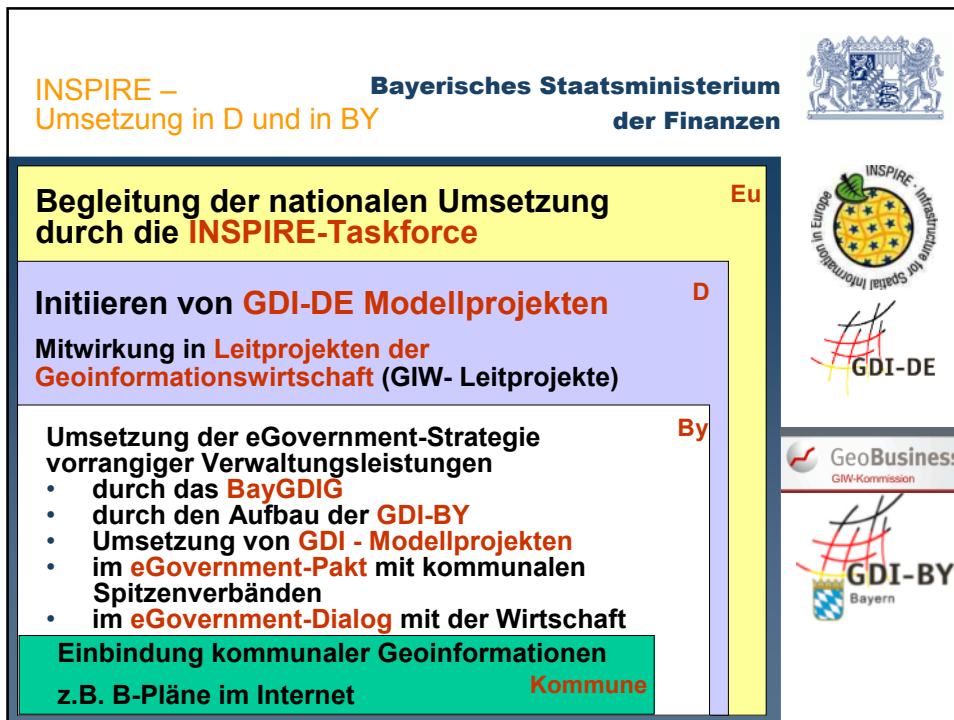 INSPIRE –
Umsetzung in D und in BY
Bayerisches Staatsministerium
der Finanzen
Begleitung der nationalen Umsetzung
durch die INSPIRE-Taskforce
Eu
Initiieren von GDI-DE Modellprojekten
D
Mitwirkung in Leitprojekten der
Geoinformationswirtschaft (GIW- Leitprojekte)
Umsetzung der eGovernment-Strategie
vorrangiger Verwaltungsleistungen
By
• durch das BayGDIG
• durch den Aufbau der GDI-BY
• Umsetzung von GDI - Modellprojekten
• im eGovernment-Pakt mit kommunalen
Spitzenverbänden
• im eGovernment-Dialog mit der Wirtschaft
Einbindung kommunaler Geoinformationen
z.B. B-Pläne im Internet
Kommune
INSPIRE · Infrastructure for Spatial Information in Europe
GDI-DE
GeoBusiness
GIW-Kommission
GDI-BY
Bayern